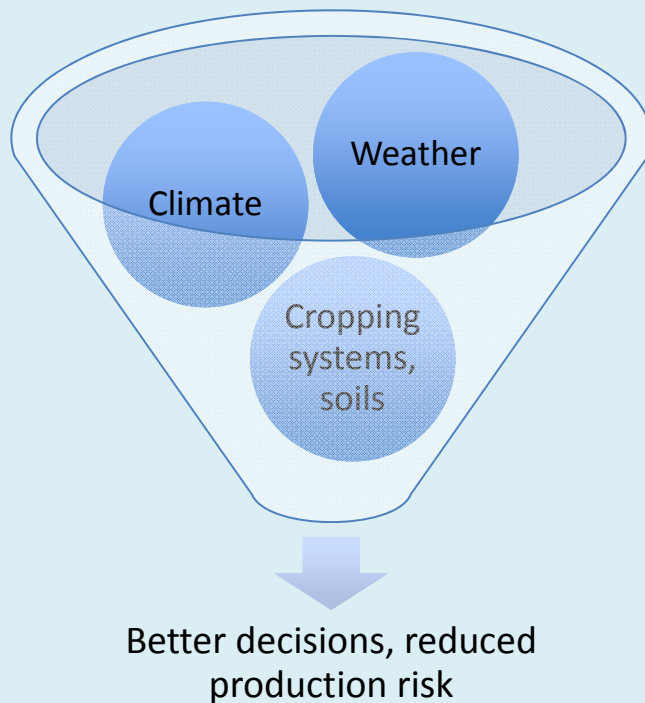 Weather
Climate
Cropping
systems,
soils
Better decisions, reduced
production risk